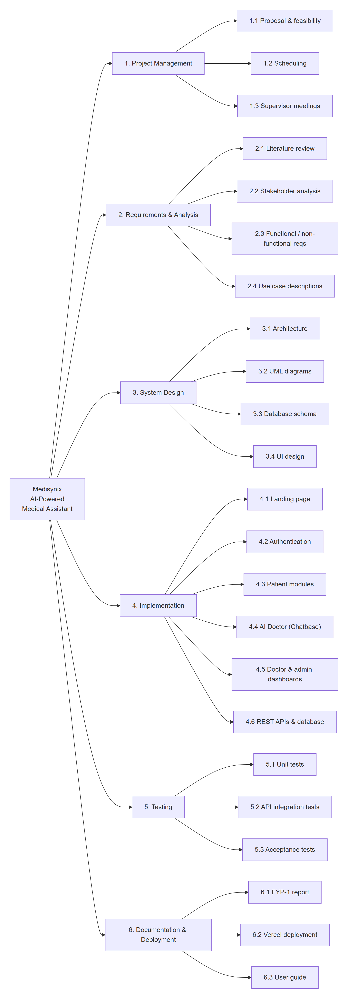 Medisynix
AI-Powered
Medical Assistant
1. Project Management
1.1 Proposal & feasibility
1.2 Scheduling
1.3 Supervisor meetings
2. Requirements & Analysis
2.1 Literature review
2.2 Stakeholder analysis
2.3 Functional / non-
functional reqs
2.4 Use case descriptions
3. System Design
3.1 Architecture
3.2 UML diagrams
3.3 Database schema
3.4 UI design
4. Implementation
4.1 Landing page
4.2 Authentication
4.3 Patient modules
4.4 AI Doctor (Chatbase)
4.5 Doctor & admin
dashboards
4.6 REST APIs & database
5. Testing
5.1 Unit tests
5.2 API integration tests
5.3 Acceptance tests
6. Documentation &
Deployment
6.1 FYP-1 report
6.2 Vercel deployment
6.3 User guide